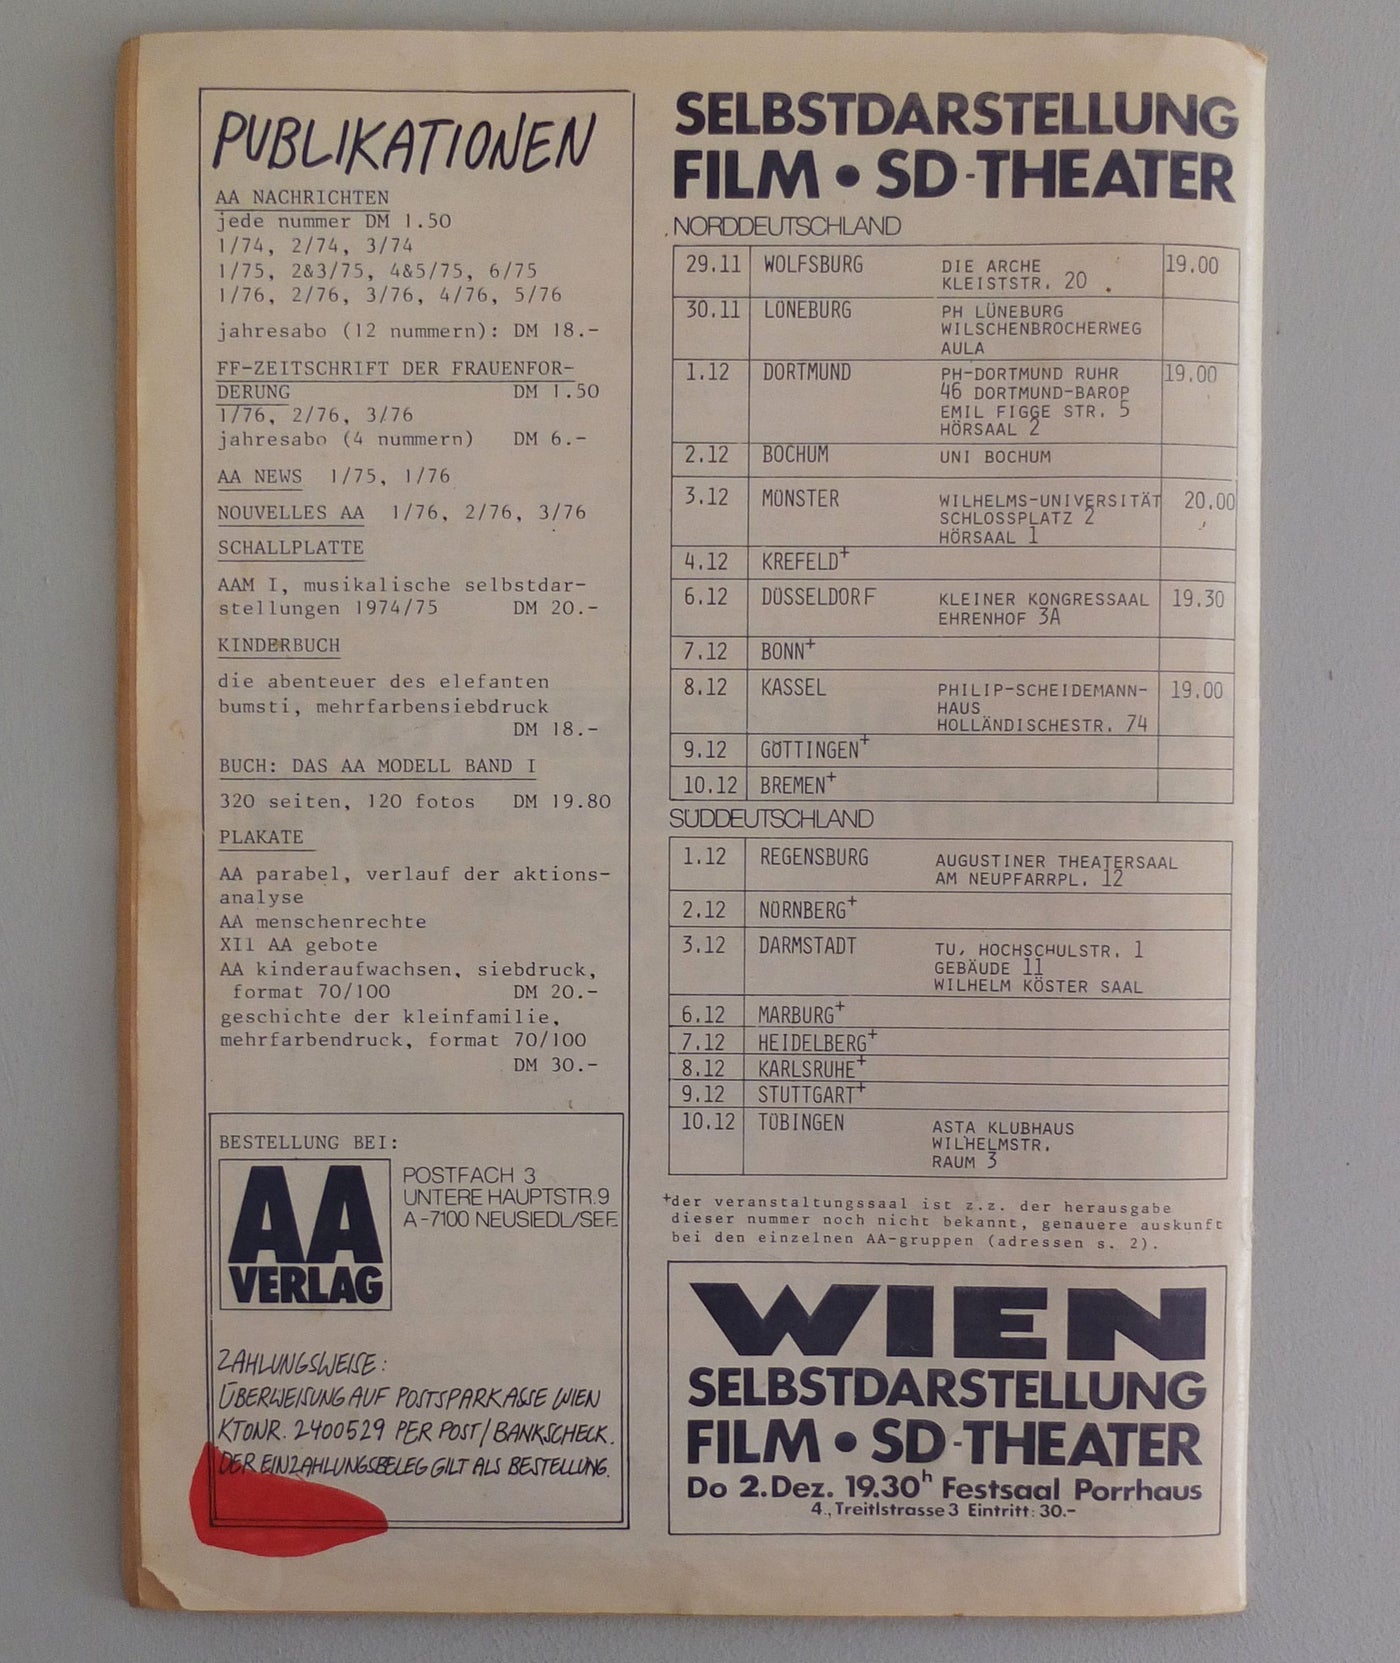 PUBLIKATIONEN
AA NACHRICHTEN
jede nummer DM 1.50
1/74, 2/74, 3/74
1/75, 2&3/75, 4&5/75, 6/75
1/76, 2/76, 3/76, 4/76, 5/76
jahresabo (12 nummern): DM 18.-
FF-ZEITSCHRIFT DER FRAUENFOR-
DERUNG DM 1.50
1/76, 2/76, 3/76
jahresabo (4 nummern) DM 6.-
AA NEWS 1/75, 1/76
NOUVELLES AA 1/76, 2/76, 3/76
SCHALLPLATTE
AAM I, musikalische selbstdar-
stellungen 1974/75 DM 20.-
KINDERBUCH
die abenteuer des elefanten
bumsti, mehrfarbensiebdruck
DM 18.-
BUCH: DAS AA MODELL BAND I
320 seiten, 120 fotos DM 19.80
PLAKATE
AA parabel, verlauf der aktions-
analyse
AA menschenrechte
XII AA gebote
AA kinderaufwachsen, siebdruck,
format 70/100 DM 20.-
geschichte der kleinfamilie,
mehrfarbendruck, format 70/100
DM 30.-
BESTELLUNG BEI:
AA
VERLAG
POSTFACH 3
UNTERE HAUPTSTR.9
A-7100 NEUSIEDL/SEE
ZAHLUNGSWEISE:
ÜBERWEISUNG AUF POSTSPARKASSE WIEN
KTONR. 2400529 PER POST/BANKSCHECK.
DER EINZAHLUNGSBELEG GILT ALS BESTELLUNG.
SELBSTDARSTELLUNG
FILM • SD-THEATER
NORDDEUTSCHLAND
29.11 WOLFSBURG DIE ARCHE 19.00
KLEISTSTR. 20
30.11 LÜNEBURG PH LÜNEBURG
WILSCHENBROCHERWEG
AULA
1.12 DORTMUND PH-DORTMUND RUHR 19.00
46 DORTMUND-BAROP
EMIL FIGGE STR. 5
HÖRSAAL 2
2.12 BOCHUM UNI BOCHUM
3.12 MÜNSTER WILHELMS-UNIVERSITÄT 20.00
SCHLOSSPLATZ 2
HÖRSAAL 1
4.12 KREFELD+
6.12 DÜSSELDORF KLEINER KONGRESSAAL 19.30
EHRENHOF 3A
7.12 BONN+
8.12 KASSEL PHILIP-SCHEIDEMANN- 19.00
HAUS
HOLLÄNDISCHESTR. 74
9.12 GÖTTINGEN+
10.12 BREMEN+
SÜDDEUTSCHLAND
1.12 REGENSBURG AUGUSTINER THEATERSAAL
AM NEUPFARRPL. 12
2.12 NÜRNBERG+
3.12 DARMSTADT TU, HOCHSCHULSTR. 1
GEBÄUDE 11
WILHELM KÖSTER SAAL
6.12 MARBURG+
7.12 HEIDELBERG+
8.12 KARLSRUHE+
9.12 STUTTGART+
10.12 TÜBINGEN ASTA KLUBHAUS
WILHELMSTR.
RAUM 3
+der veranstaltungssaal ist z.z. der herausgabe
dieser nummer noch nicht bekannt, genauere auskunft
bei den einzelnen AA-gruppen (adressen s. 2).
WIEN
SELBSTDARSTELLUNG
FILM • SD-THEATER
Do 2.Dez. 19.30h Festsaal Porrhaus
4., Treitlstrasse 3 Eintritt: 30.-